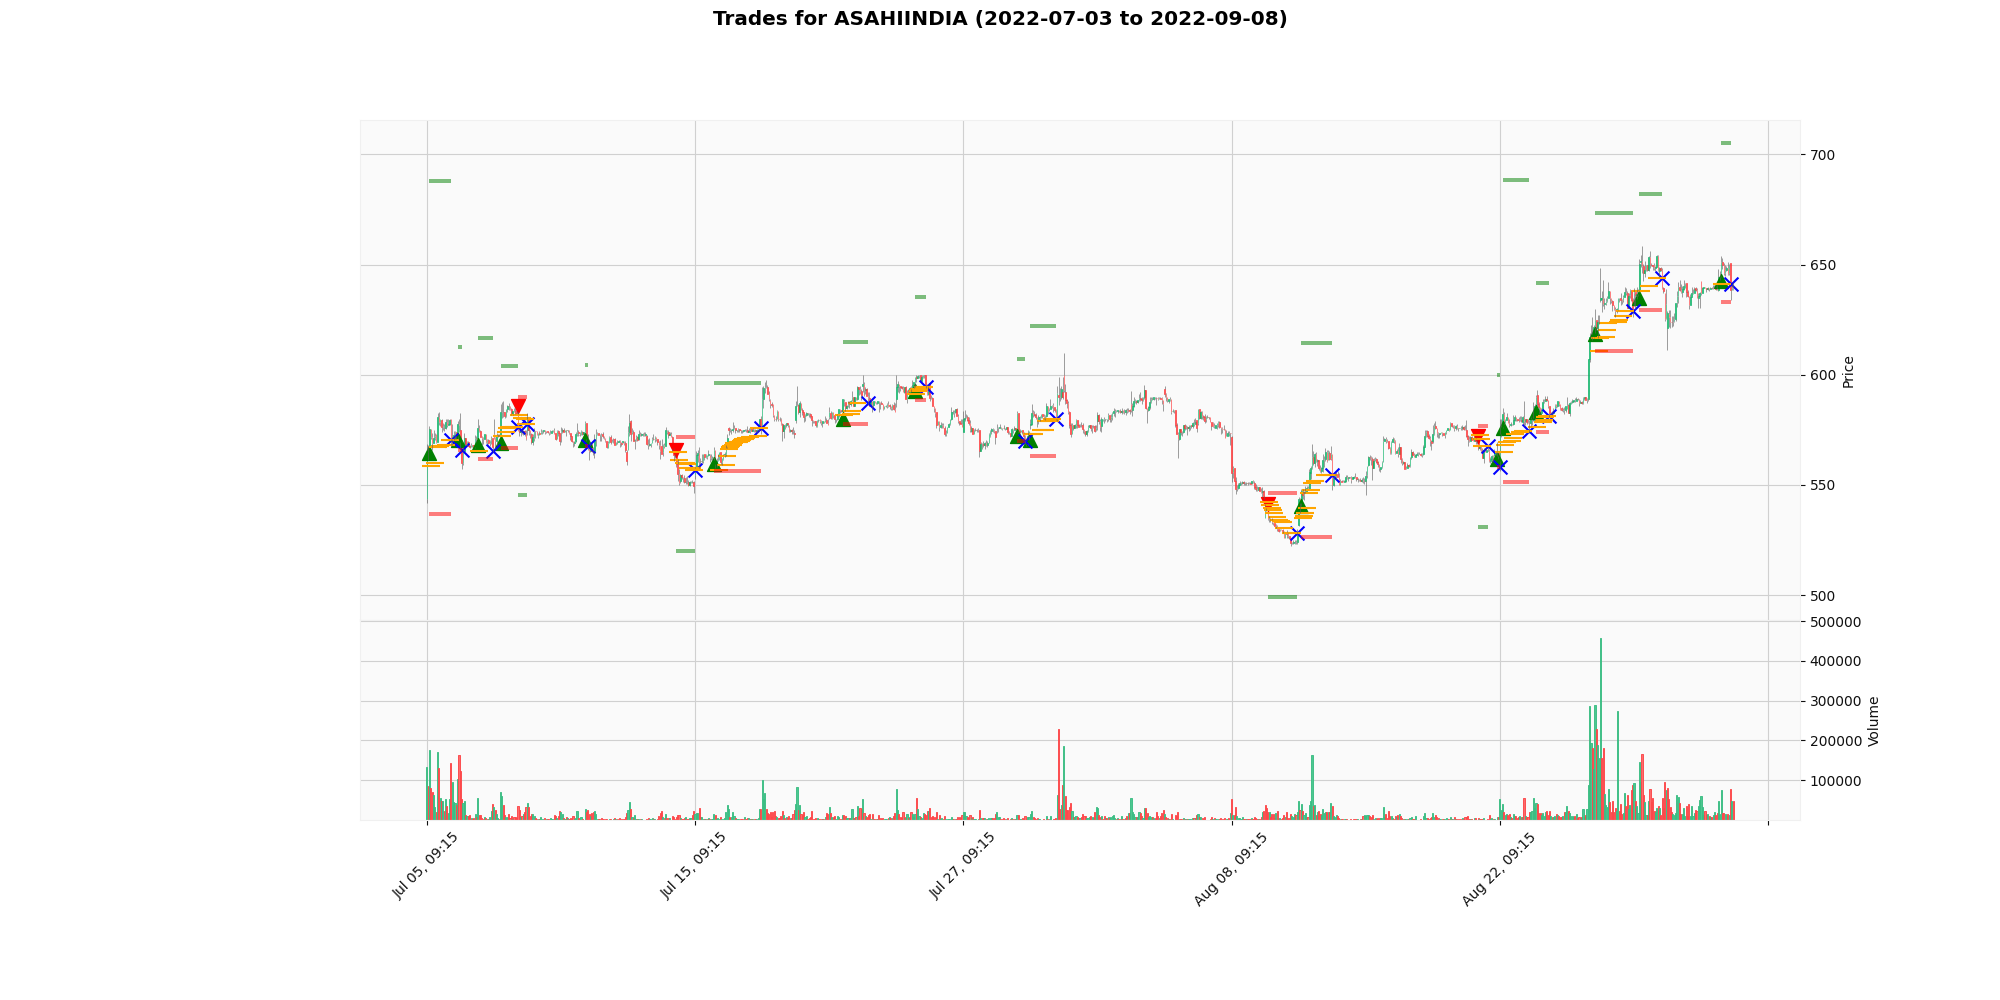 Trades for ASAHIINDIA (2022-07-03 to 2022-09-08)
700
650
600
550
500
Price
500000
400000
300000
200000
100000
Volume
Jul 05, 09:15
Jul 15, 09:15
Jul 27, 09:15
Aug 08, 09:15
Aug 22, 09:15